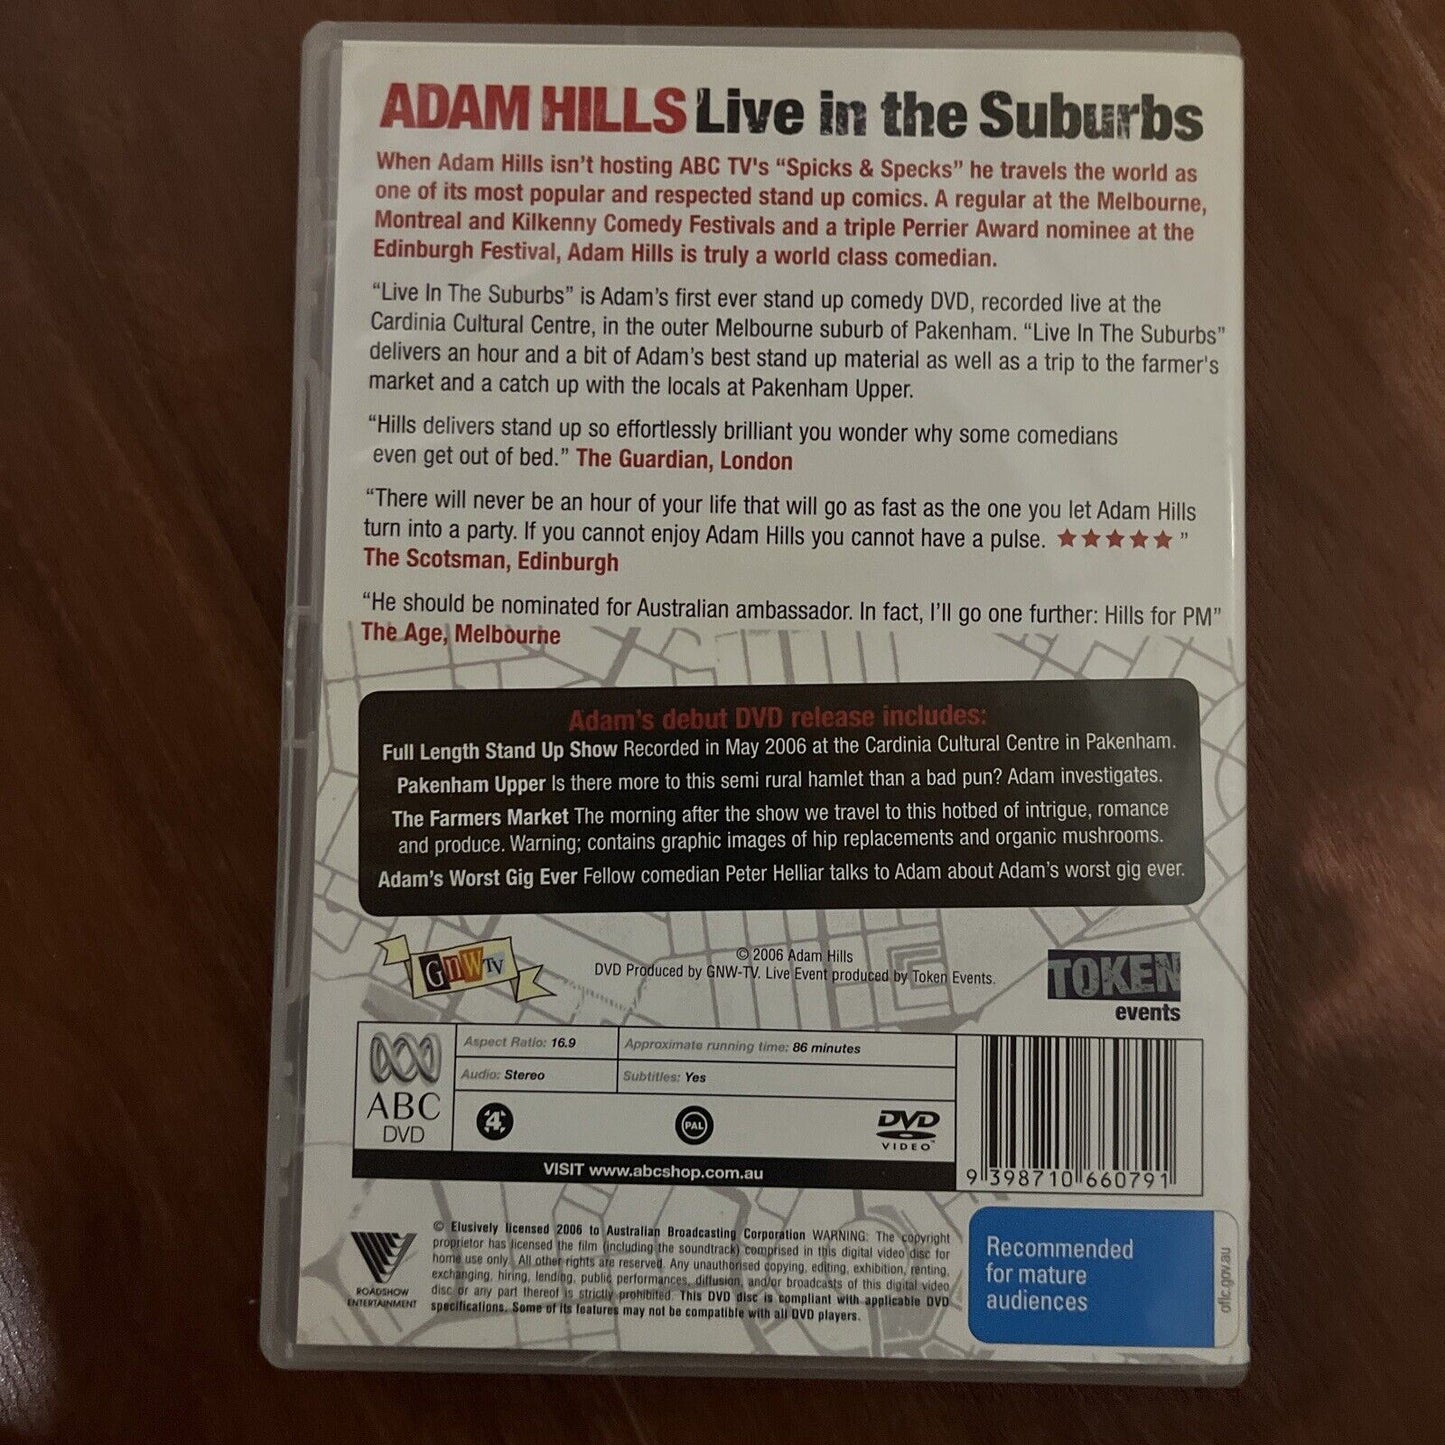 ADAM HILLS Live in the Suburbs
When Adam Hills isn't hosting ABC TV's “Spicks & Specks” he travels the world as
one of its most popular and respected stand up comics. A regular at the Melbourne,
Montreal and Kilkenny Comedy Festivals and a triple Perrier Award nominee at the
Edinburgh Festival, Adam Hills is truly a world class comedian.
“Live In The Suburbs” is Adam's first ever stand up comedy DVD, recorded live at the
Cardinia Cultural Centre, in the outer Melbourne suburb of Pakenham. “Live In The Suburbs”
delivers an hour and a bit of Adam's best stand up material as well as a trip to the farmer's
market and a catch up with the locals at Pakenham Upper.
“Hills delivers stand up so effortlessly brilliant you wonder why some comedians
even get out of bed.” The Guardian, London
“There will never be an hour of your life that will go as fast as the one you let Adam Hills
turn into a party. If you cannot enjoy Adam Hills you cannot have a pulse. ★★★★★”
The Scotsman, Edinburgh
“He should be nominated for Australian ambassador. In fact, I'll go one further: Hills for PM”
The Age, Melbourne
Adam's debut DVD release includes:
Full Length Stand Up Show Recorded in May 2006 at the Cardinia Cultural Centre in Pakenham.
Pakenham Upper Is there more to this semi rural hamlet than a bad pun? Adam investigates.
The Farmers Market The morning after the show we travel to this hotbed of intrigue, romance
and produce. Warning; contains graphic images of hip replacements and organic mushrooms.
Adam's Worst Gig Ever Fellow comedian Peter Helliar talks to Adam about Adam's worst gig ever.
GNWTV
© 2006 Adam Hills
DVD Produced by GNW-TV. Live Event produced by Token Events.
TOKEN
events
ABC
DVD
Aspect Ratio: 16.9
Approximate running time: 86 minutes
Audio: Stereo
Subtitles: Yes
4
PAL
DVD
VIDEO
VISIT www.abcshop.com.au
9 398710 660791
ROADSHOW
ENTERTAINMENT
© Elusively licensed 2006 to Australian Broadcasting Corporation WARNING: The copyright
proprietor has licensed the film (including the soundtrack) comprised in this digital video disc for
home use only. All other rights are reserved. Any unauthorised copying, editing, exhibition, renting,
exchanging, hiring, lending, public performances, diffusion, and/or broadcasts of this digital video
disc or any part thereof is strictly prohibited. This DVD disc is compliant with applicable DVD
specifications. Some of its features may not be compatible with all DVD players.
Recommended
for mature
audiences
oflc.gov.au